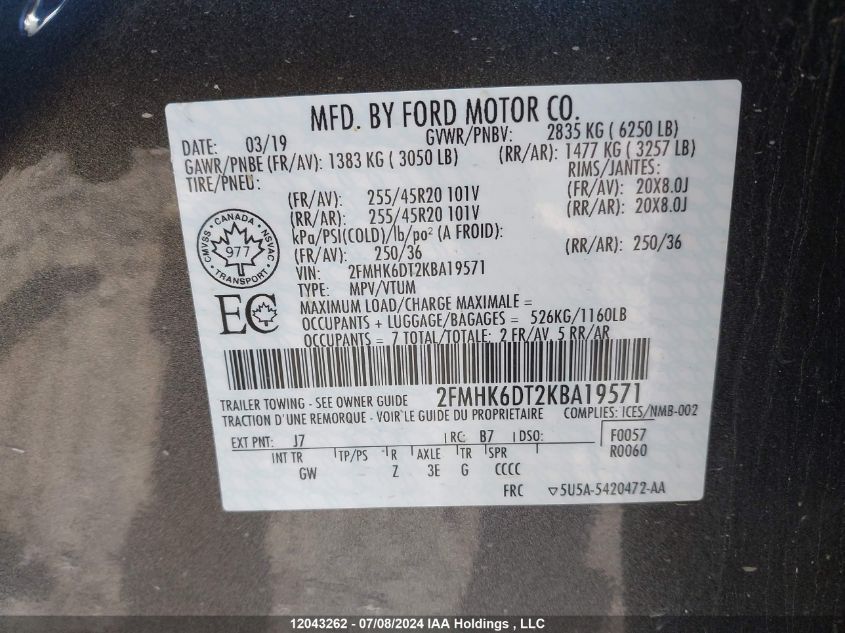 MFD. BY FORD MOTOR CO.
DATE: 03/19 GVWR/PNBV: 2835 KG ( 6250 LB)
GAWR/PNBE (FR/AV): 1383 KG ( 3050 LB) (RR/AR): 1477 KG ( 3257 LB)
TIRE/PNEU: RIMS/JANTES:
(FR/AV): 255/45R20 101V (FR/AV): 20X8.0J
(RR/AR): 255/45R20 101V (RR/AR): 20X8.0J
kPa/PSI(COLD)/lb/po² (A FROID):
(FR/AV): 250/36 (RR/AR): 250/36
VIN: 2FMHK6DT2KBA19571
TYPE: MPV/VTUM
CANADA
CMVSS 977 NSVAC
TRANSPORT
EC
MAXIMUM LOAD/CHARGE MAXIMALE =
OCCUPANTS + LUGGAGE/BAGAGES = 526KG/1160LB
OCCUPANTS = 7 TOTAL/TOTALE: 2 FR/AV, 5 RR/AR
2FMHK6DT2KBA19571
TRAILER TOWING - SEE OWNER GUIDE
TRACTION D'UNE REMORQUE - VOIR LE GUIDE DU PROPRIETAIRE COMPLIES: ICES/NMB-002
EXT PNT: J7 RC: B7 DSO: F0057
INT TR TP/PS R AXLE TR SPR R0060
GW Z 3E G CCCC
FRC ▽5U5A-5420472-AA
12043262 - 07/08/2024 IAA Holdings , LLC